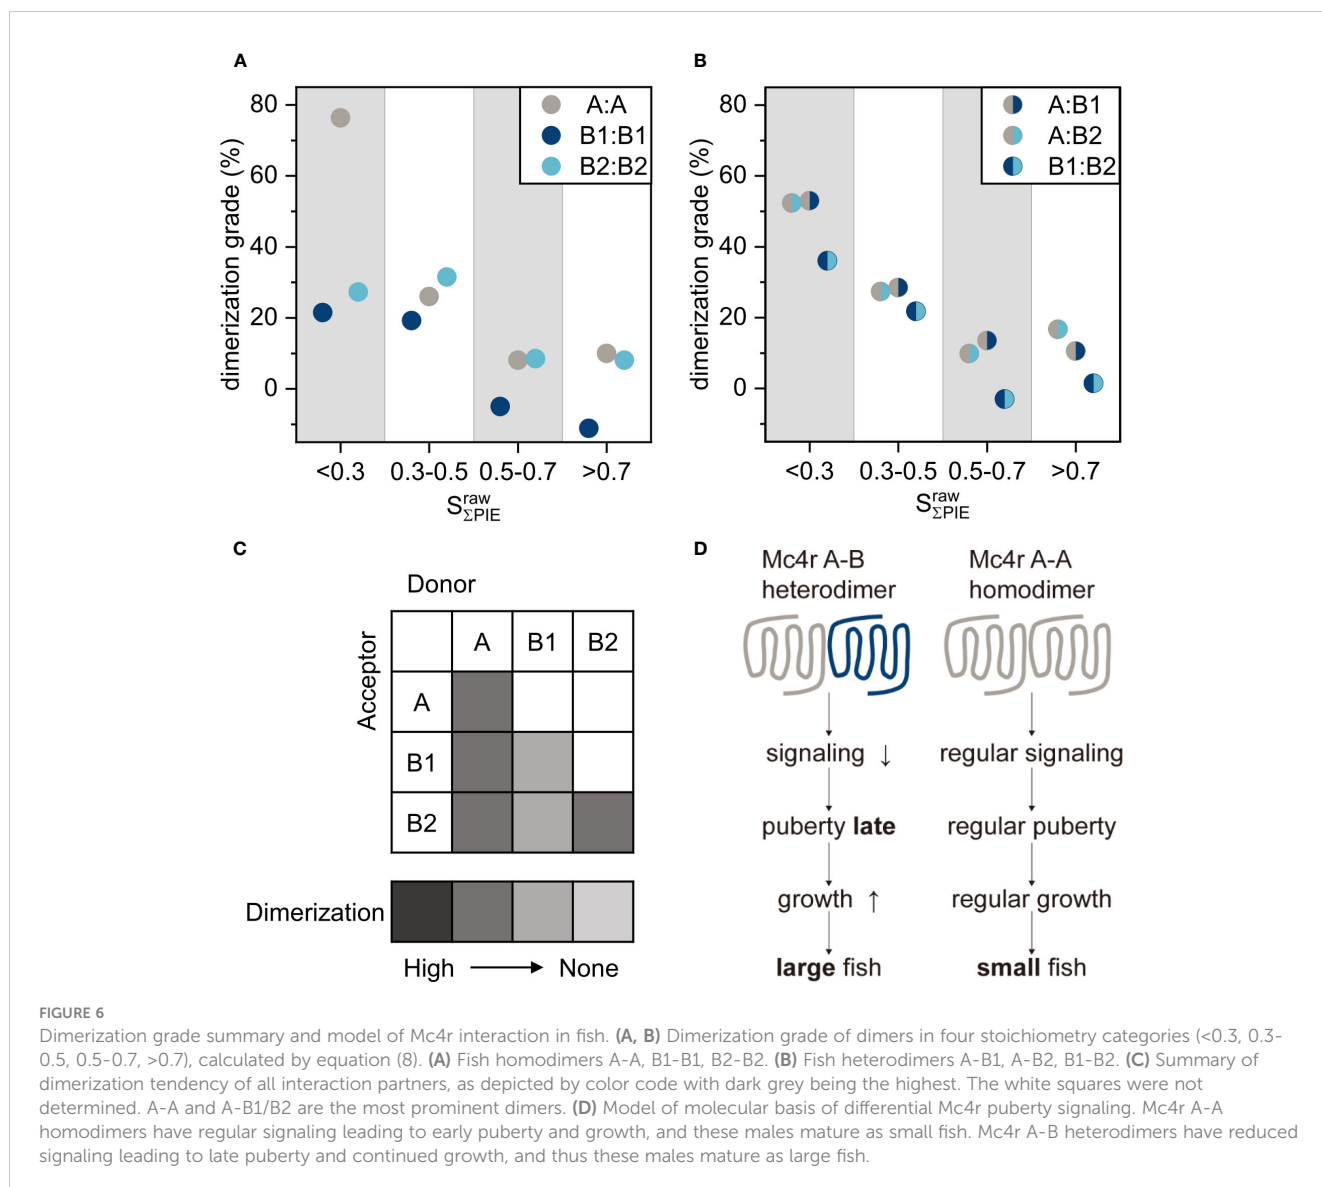 A
dimerization grade (%)
80
60
40
20
0
A:A
B1:B1
B2:B2
<0.3 0.3-0.5 0.5-0.7 >0.7
S raw ΣPIE
B
dimerization grade (%)
80
60
40
20
0
A:B1
A:B2
B1:B2
<0.3 0.3-0.5 0.5-0.7 >0.7
S raw ΣPIE
C
Donor
Acceptor
A B1 B2
A
B1
B2
Dimerization
High → None
D
Mc4r A-B
heterodimer
signaling ↓
puberty late
growth ↑
large fish
Mc4r A-A
homodimer
regular signaling
regular puberty
regular growth
small fish
FIGURE 6
Dimerization grade summary and model of Mc4r interaction in fish. (A, B) Dimerization grade of dimers in four stoichiometry categories (<0.3, 0.3-
0.5, 0.5-0.7, >0.7), calculated by equation (8). (A) Fish homodimers A-A, B1-B1, B2-B2. (B) Fish heterodimers A-B1, A-B2, B1-B2. (C) Summary of
dimerization tendency of all interaction partners, as depicted by color code with dark grey being the highest. The white squares were not
determined. A-A and A-B1/B2 are the most prominent dimers. (D) Model of molecular basis of differential Mc4r puberty signaling. Mc4r A-A
homodimers have regular signaling leading to early puberty and growth, and these males mature as small fish. Mc4r A-B heterodimers have reduced
signaling leading to late puberty and continued growth, and thus these males mature as large fish.